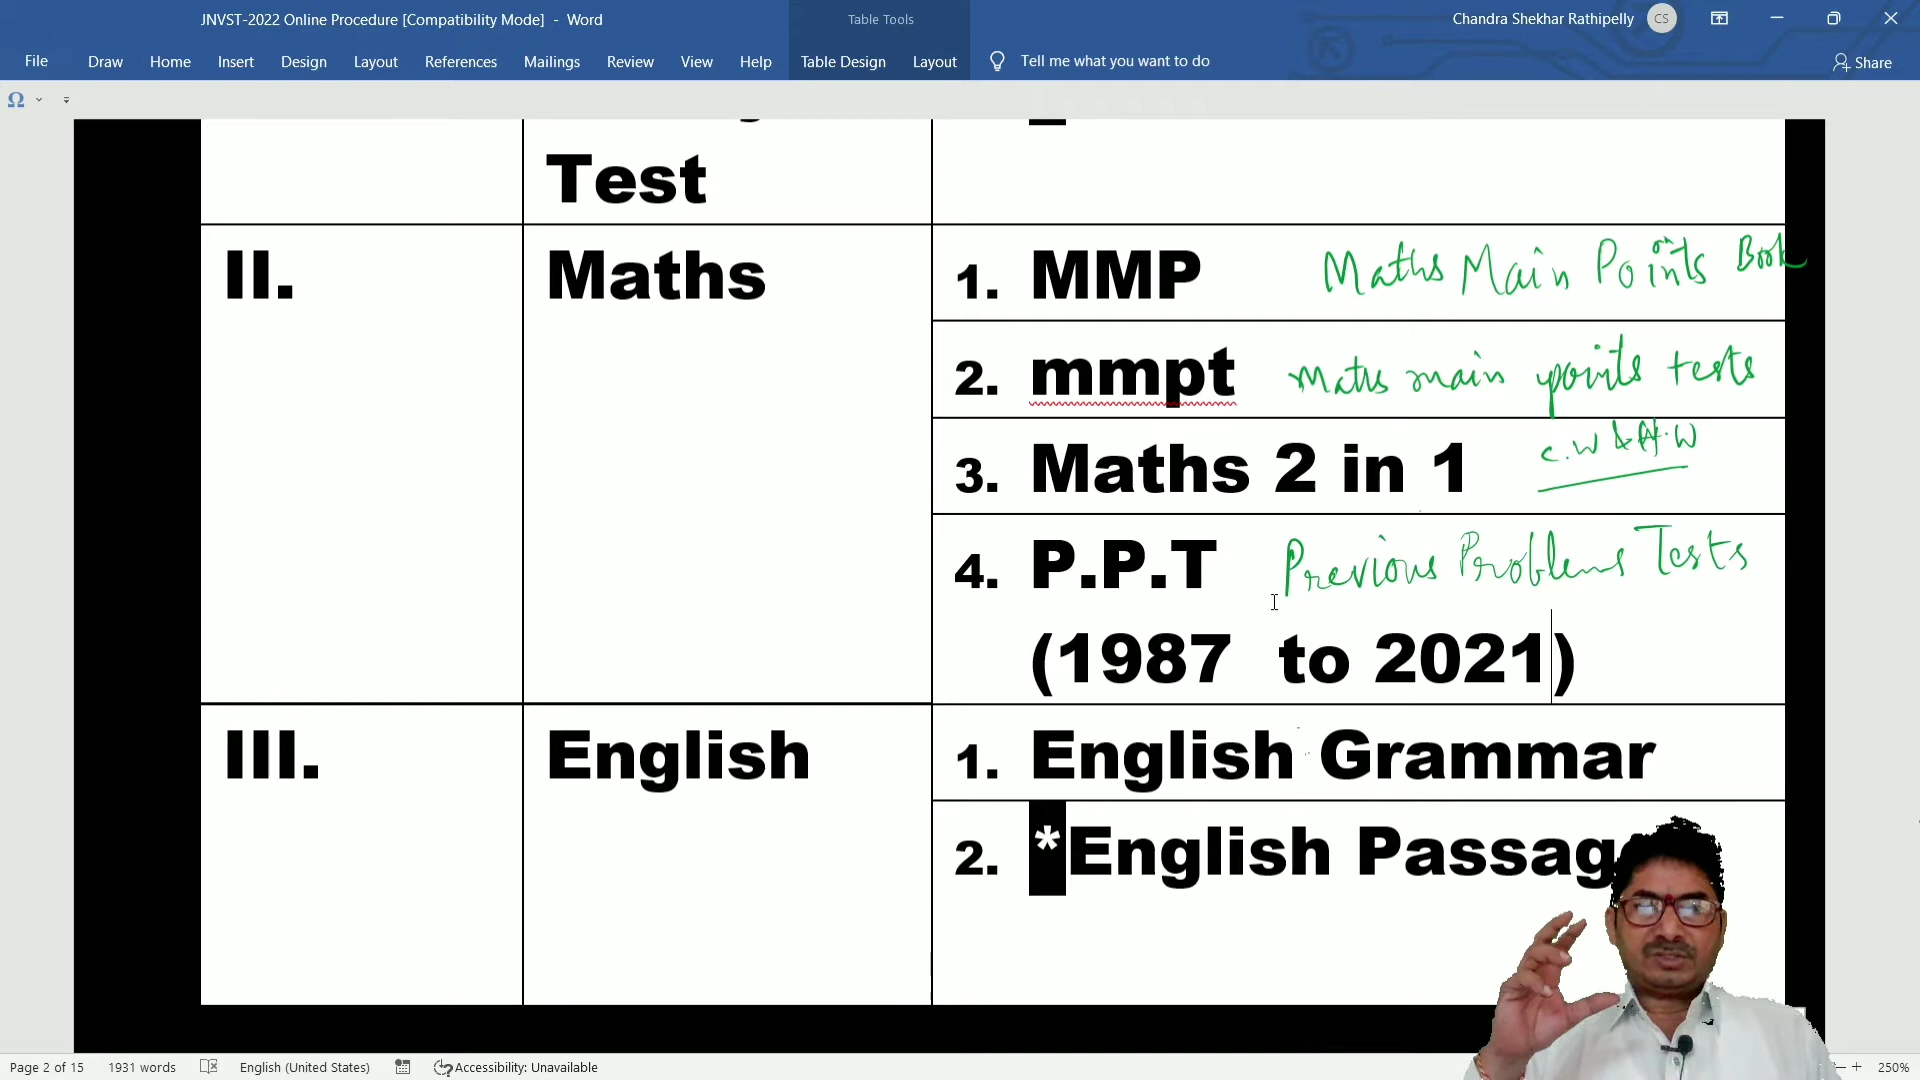 JNVST-2022 Online Procedure [Compatibility Mode] - Word
Table Tools
Chandra Shekhar Rathipelly CS
File Draw Home Insert Design Layout References Mailings Review View Help Table Design Layout Tell me what you want to do Share
Test
II. Maths 1. MMP Maths Main Points Book
2. mmpt maths main points tests
3. Maths 2 in 1 C.W & H.W
4. P.P.T Previous Problems Tests
(1987 to 2021)
III. English 1. English Grammar
2. *English Passag
Page 2 of 15 1931 words English (United States) Accessibility: Unavailable 250%